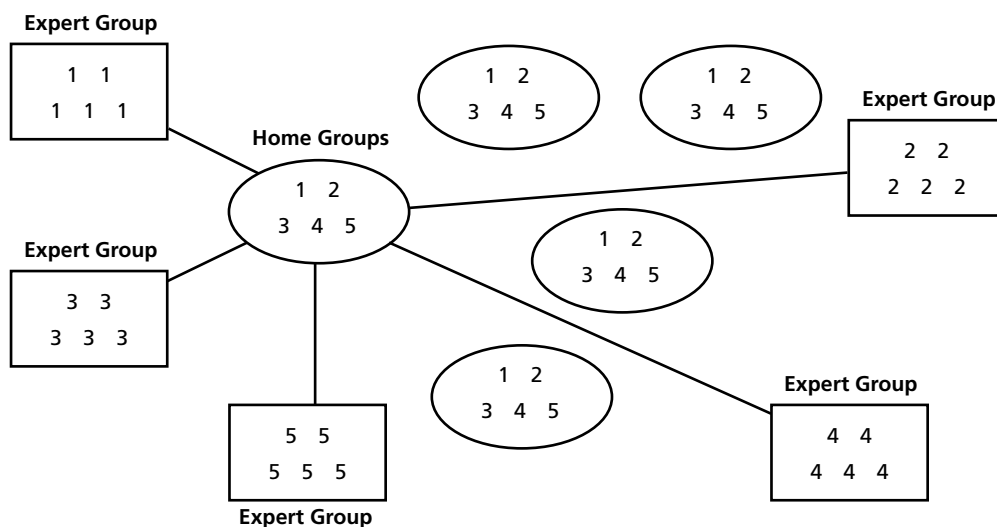 Expert Group
1 1
1 1 1
Home Groups
1 2
3 4 5
1 2
3 4 5
1 2
3 4 5
Expert Group
2 2
2 2 2
Expert Group
3 3
3 3 3
1 2
3 4 5
1 2
3 4 5
Expert Group
4 4
4 4 4
5 5
5 5 5
Expert Group